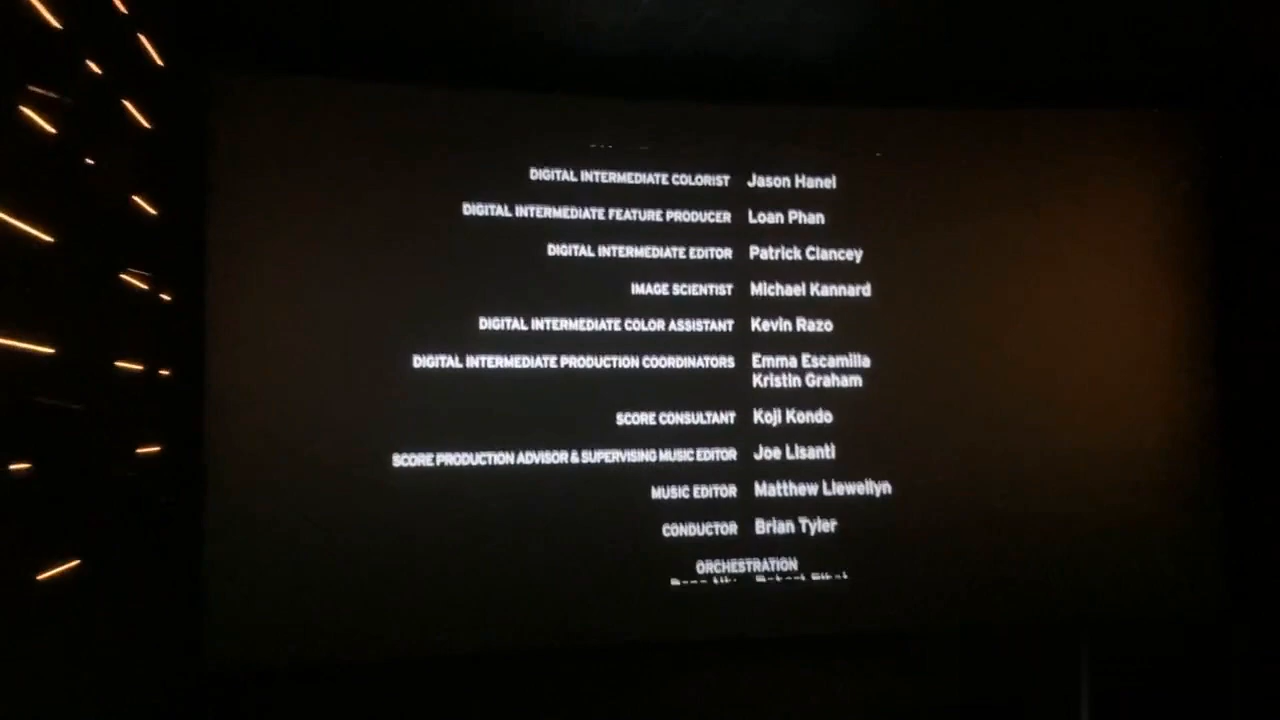 DIGITAL INTERMEDIATE COLORIST Jason Hanel
DIGITAL INTERMEDIATE FEATURE PRODUCER Loan Phan
DIGITAL INTERMEDIATE EDITOR Patrick Clancey
IMAGE SCIENTIST Michael Kannard
DIGITAL INTERMEDIATE COLOR ASSISTANT Kevin Razo
DIGITAL INTERMEDIATE PRODUCTION COORDINATORS Emma Escamilla
Kristin Graham
SCORE CONSULTANT Koji Kondo
SCORE PRODUCTION ADVISOR & SUPERVISING MUSIC EDITOR Joe Lisanti
MUSIC EDITOR Matthew Llewellyn
CONDUCTOR Brian Tyler
ORCHESTRATION